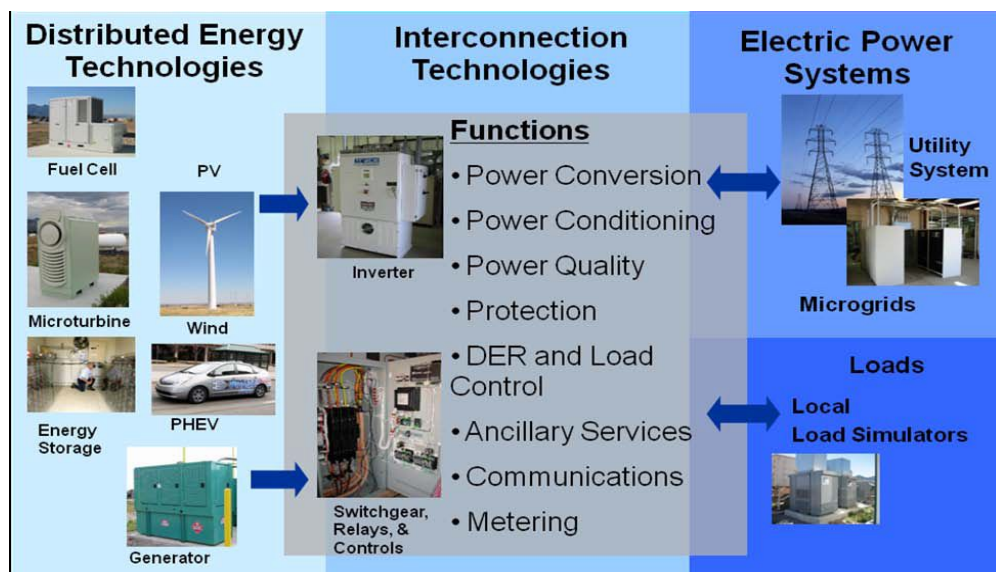 Distributed Energy
Technologies
Fuel Cell
PV
Microturbine
Wind
Energy
Storage
PHEV
Generator
Interconnection
Technologies
Functions
• Power Conversion
• Power Conditioning
• Power Quality
• Protection
• DER and Load
Control
• Ancillary Services
• Communications
• Metering
Inverter
Switchgear,
Relays, &
Controls
Electric Power
Systems
Utility
System
Microgrids
Loads
Local
Load Simulators